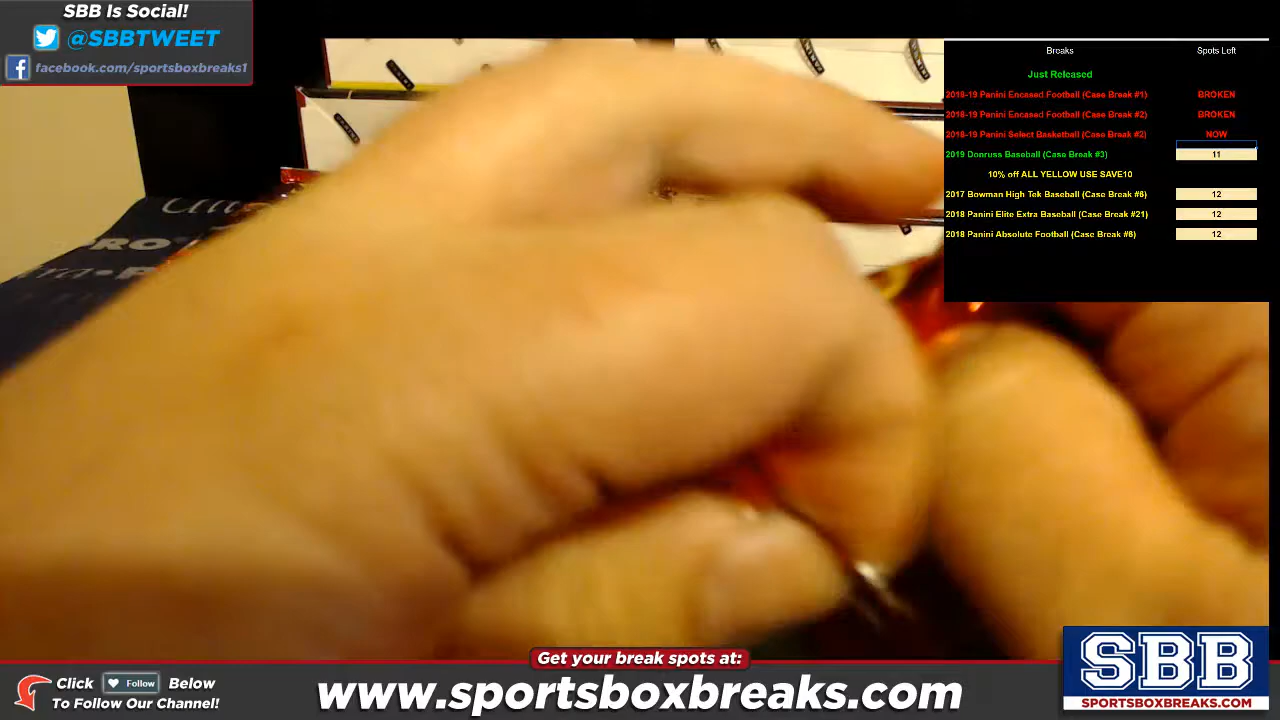 SBB Is Social!
@SBBTWEET
facebook.com/sportsboxbreaks1
Breaks Spots Left
Just Released
2018-19 Panini Encased Football (Case Break #1) BROKEN
2018-19 Panini Encased Football (Case Break #2) BROKEN
2018-19 Panini Select Basketball (Case Break #2) NOW
2019 Donruss Baseball (Case Break #3) 11
10% off ALL YELLOW USE SAVE10
2017 Bowman High Tek Baseball (Case Break #6) 12
2018 Panini Elite Extra Baseball (Case Break #21) 12
2018 Panini Absolute Football (Case Break #6) 12
Get your break spots at:
Click Follow Below
To Follow Our Channel!
www.sportsboxbreaks.com
SBB
SPORTSBOXBREAKS.COM